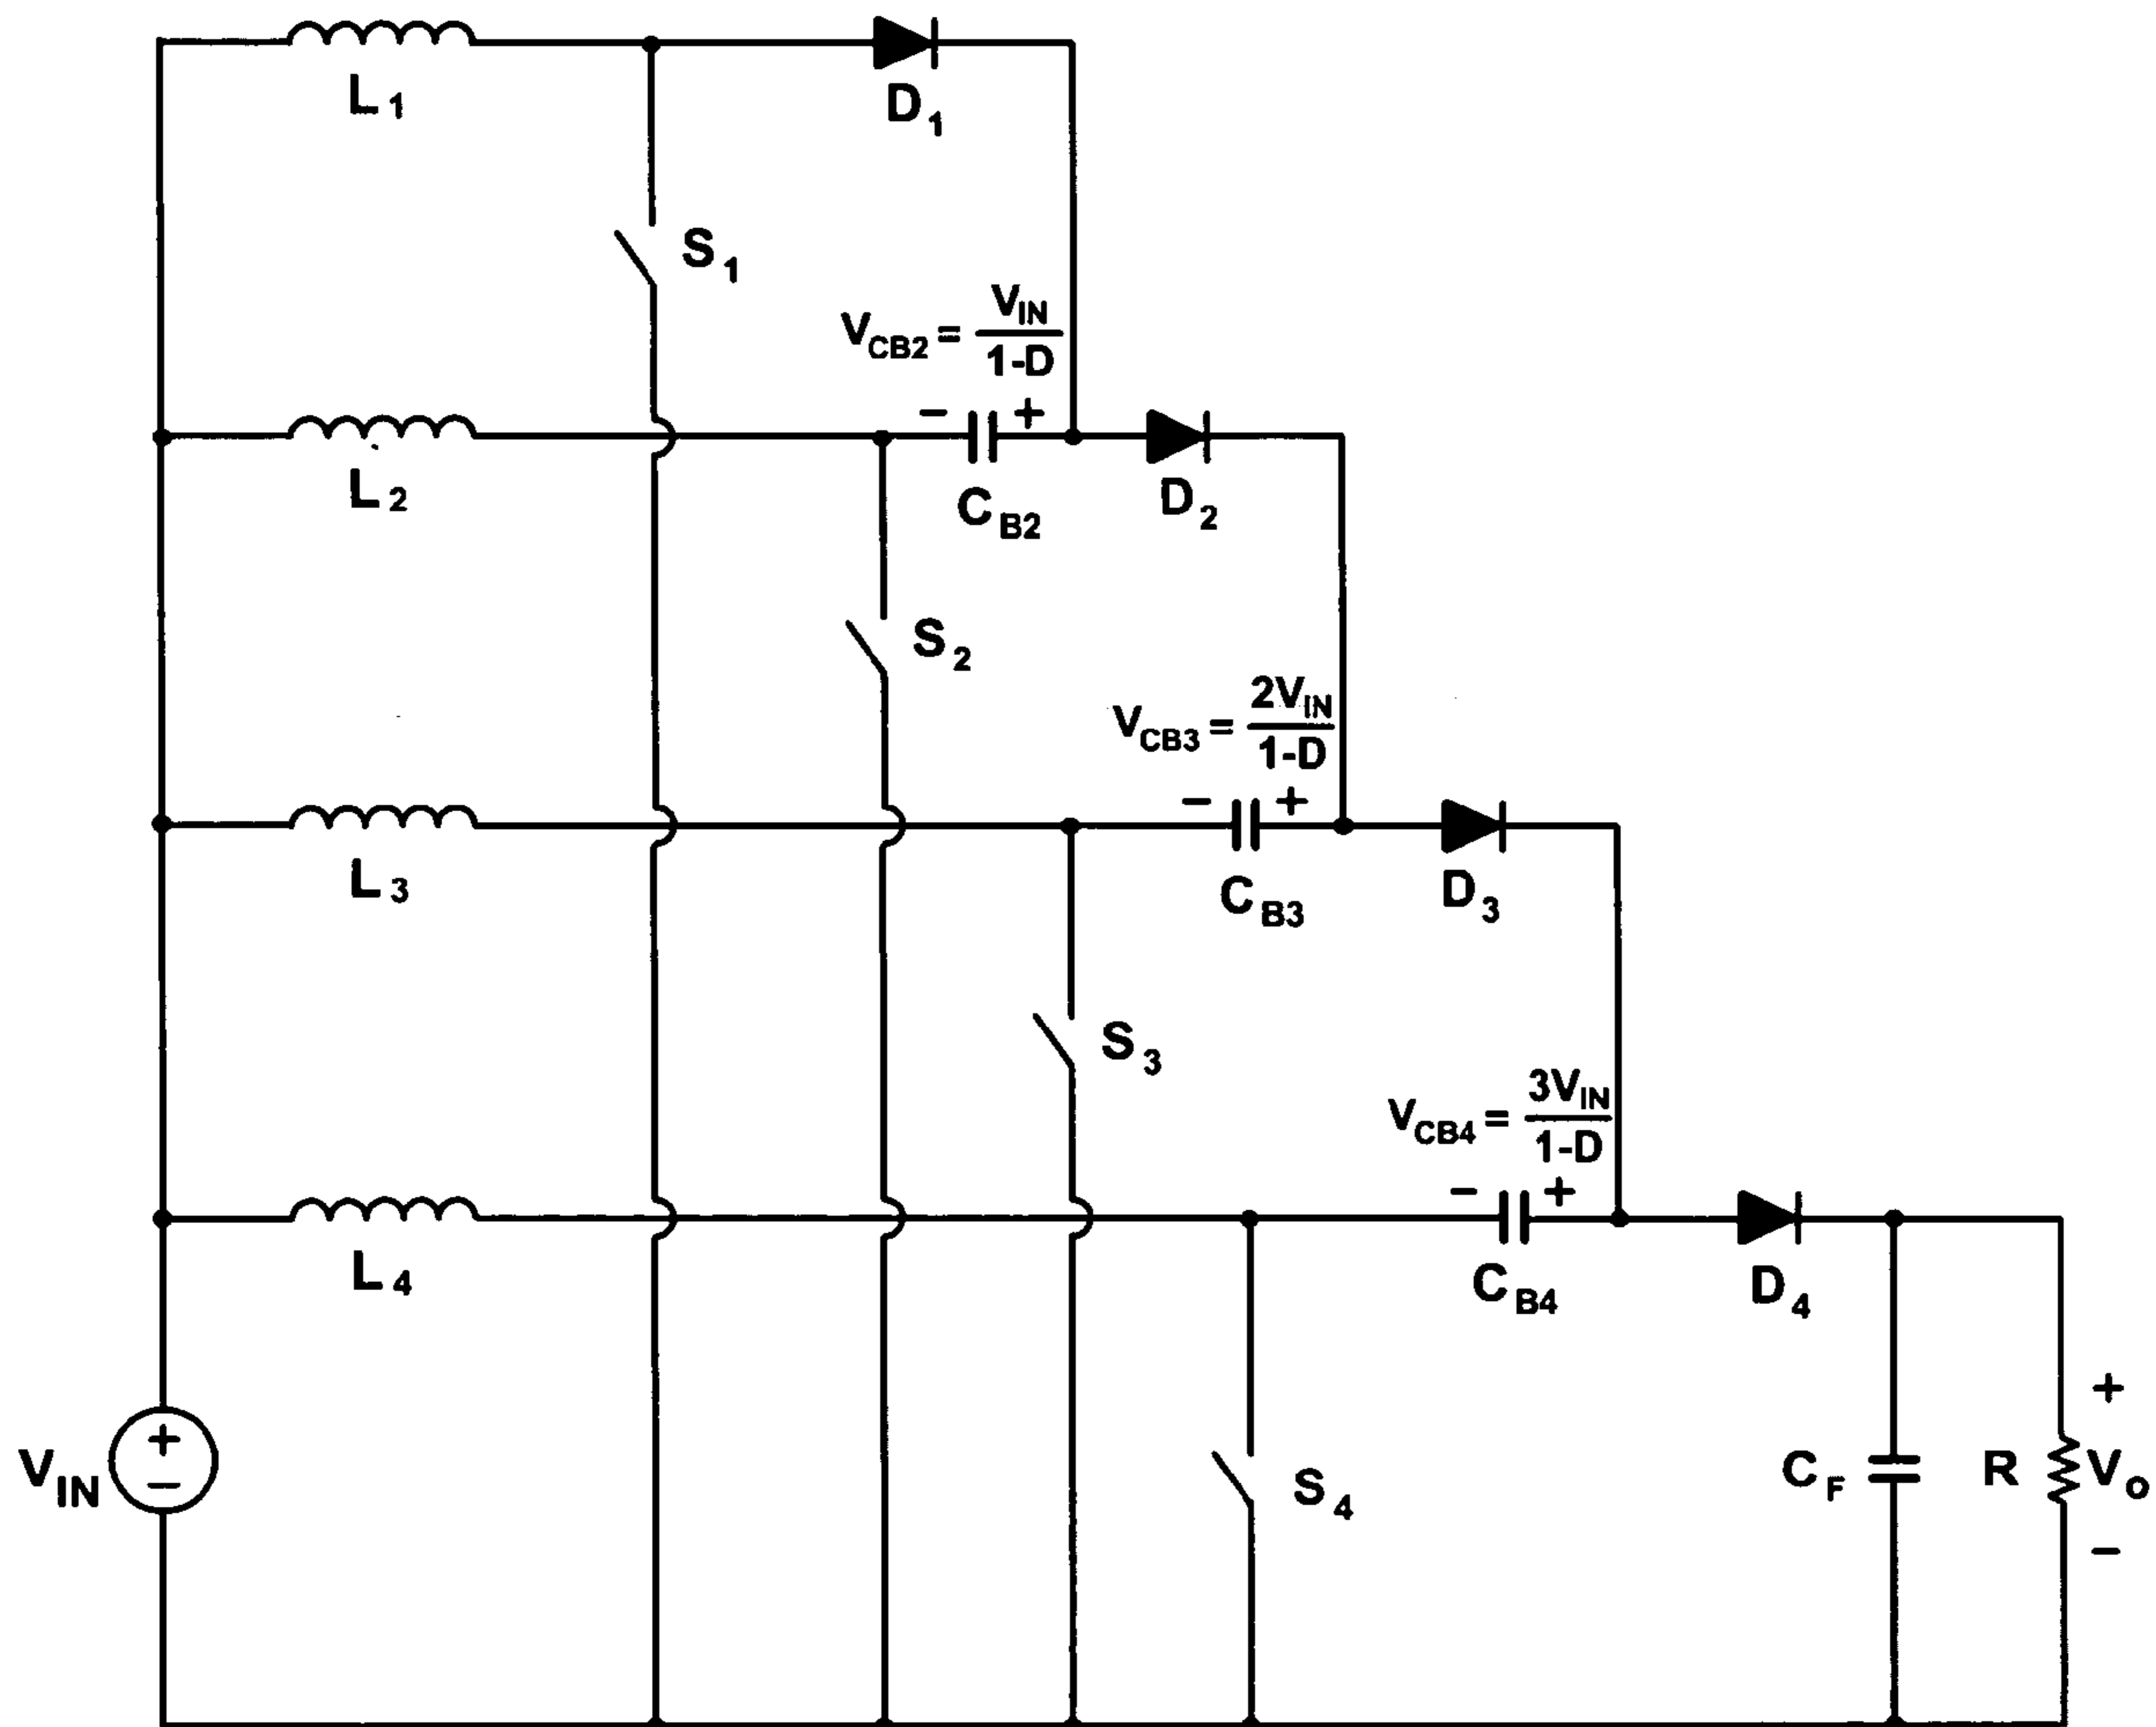 L1
D1
S1
VCB2 = VIN / 1-D
- +
L2
CB2
D2
S2
VCB3 = 2VIN / 1-D
- +
L3
CB3
D3
S3
VCB4 = 3VIN / 1-D
- +
L4
CB4
D4
+
VIN
+
-
S4
CF
R
Vo
-